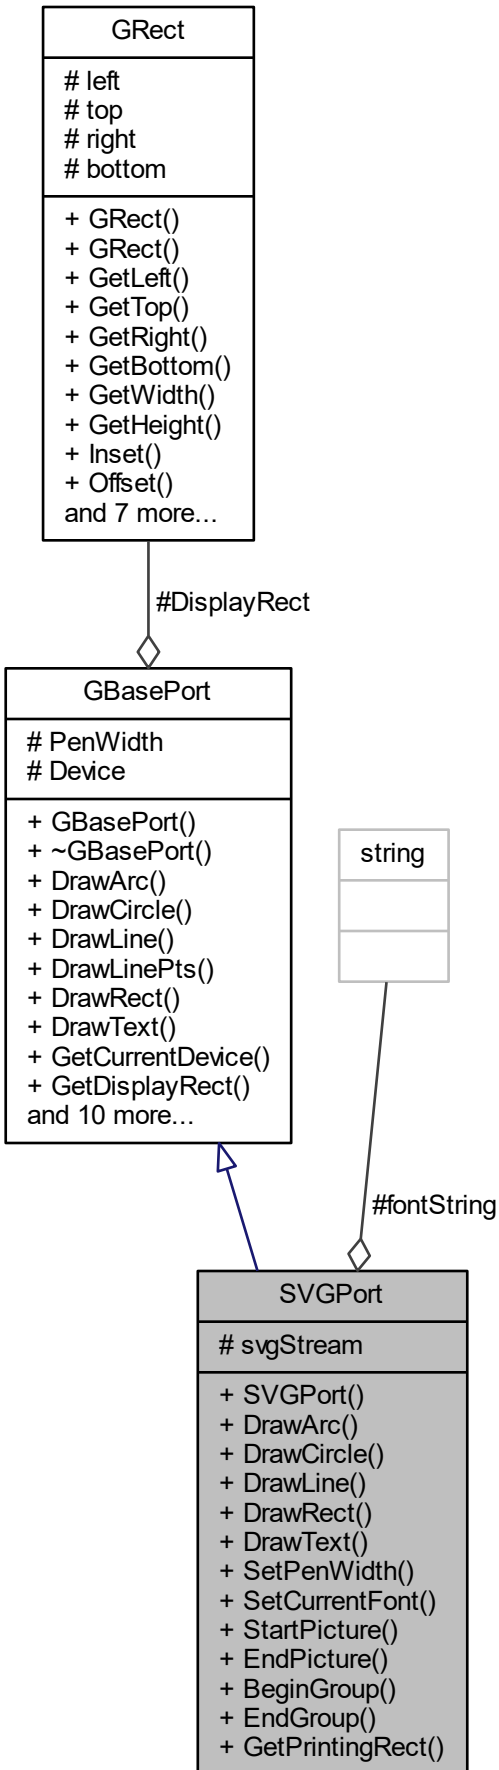 GRect
# left
# top
# right
# bottom
+ GRect()
+ GRect()
+ GetLeft()
+ GetTop()
+ GetRight()
+ GetBottom()
+ GetWidth()
+ GetHeight()
+ Inset()
+ Offset()
and 7 more...
#DisplayRect
GBasePort
# PenWidth
# Device
+ GBasePort()
+ ~GBasePort()
+ DrawArc()
+ DrawCircle()
+ DrawLine()
+ DrawLinePts()
+ DrawRect()
+ DrawText()
+ GetCurrentDevice()
+ GetDisplayRect()
and 10 more...
string
#fontString
SVGPort
# svgStream
+ SVGPort()
+ DrawArc()
+ DrawCircle()
+ DrawLine()
+ DrawRect()
+ DrawText()
+ SetPenWidth()
+ SetCurrentFont()
+ StartPicture()
+ EndPicture()
+ BeginGroup()
+ EndGroup()
+ GetPrintingRect()